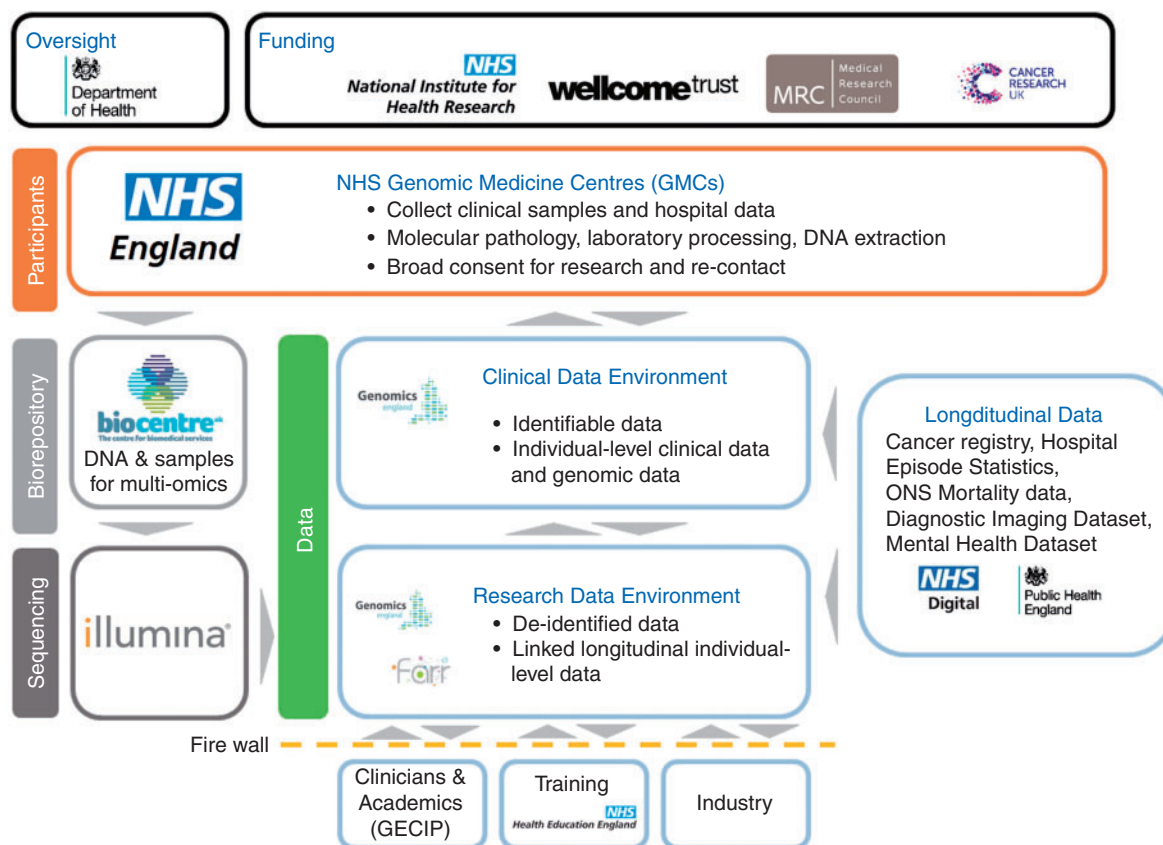 Oversight
Department
of Health
Funding
NHS
National Institute for
Health Research
wellcometrust
MRC
Medical
Research
Council
CANCER
RESEARCH
UK
Participants
NHS
England
NHS Genomic Medicine Centres (GMCs)
• Collect clinical samples and hospital data
• Molecular pathology, laboratory processing, DNA extraction
• Broad consent for research and re-contact
Biorepository
biocentre
The centre for biomedical services
DNA & samples
for multi-omics
Sequencing
illumina®
Data
Genomics
england
Clinical Data Environment
• Identifiable data
• Individual-level clinical data
and genomic data
Genomics
england
Farr
Research Data Environment
• De-identified data
• Linked longitudinal individual-
level data
Longditudinal Data
Cancer registry, Hospital
Episode Statistics,
ONS Mortality data,
Diagnostic Imaging Dataset,
Mental Health Dataset
NHS
Digital
Public Health
England
Fire wall
Clinicians &
Academics
(GECIP)
Training
NHS
Health Education England
Industry